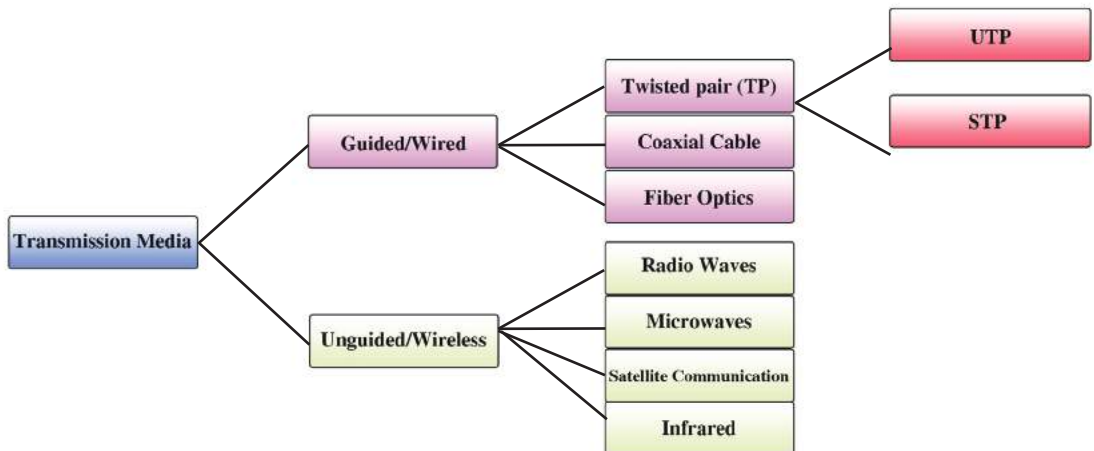 UTP
Twisted pair (TP)
STP
Guided/Wired
Coaxial Cable
Fiber Optics
Transmission Media
Radio Waves
Microwaves
Unguided/Wireless
Satellite Communication
Infrared